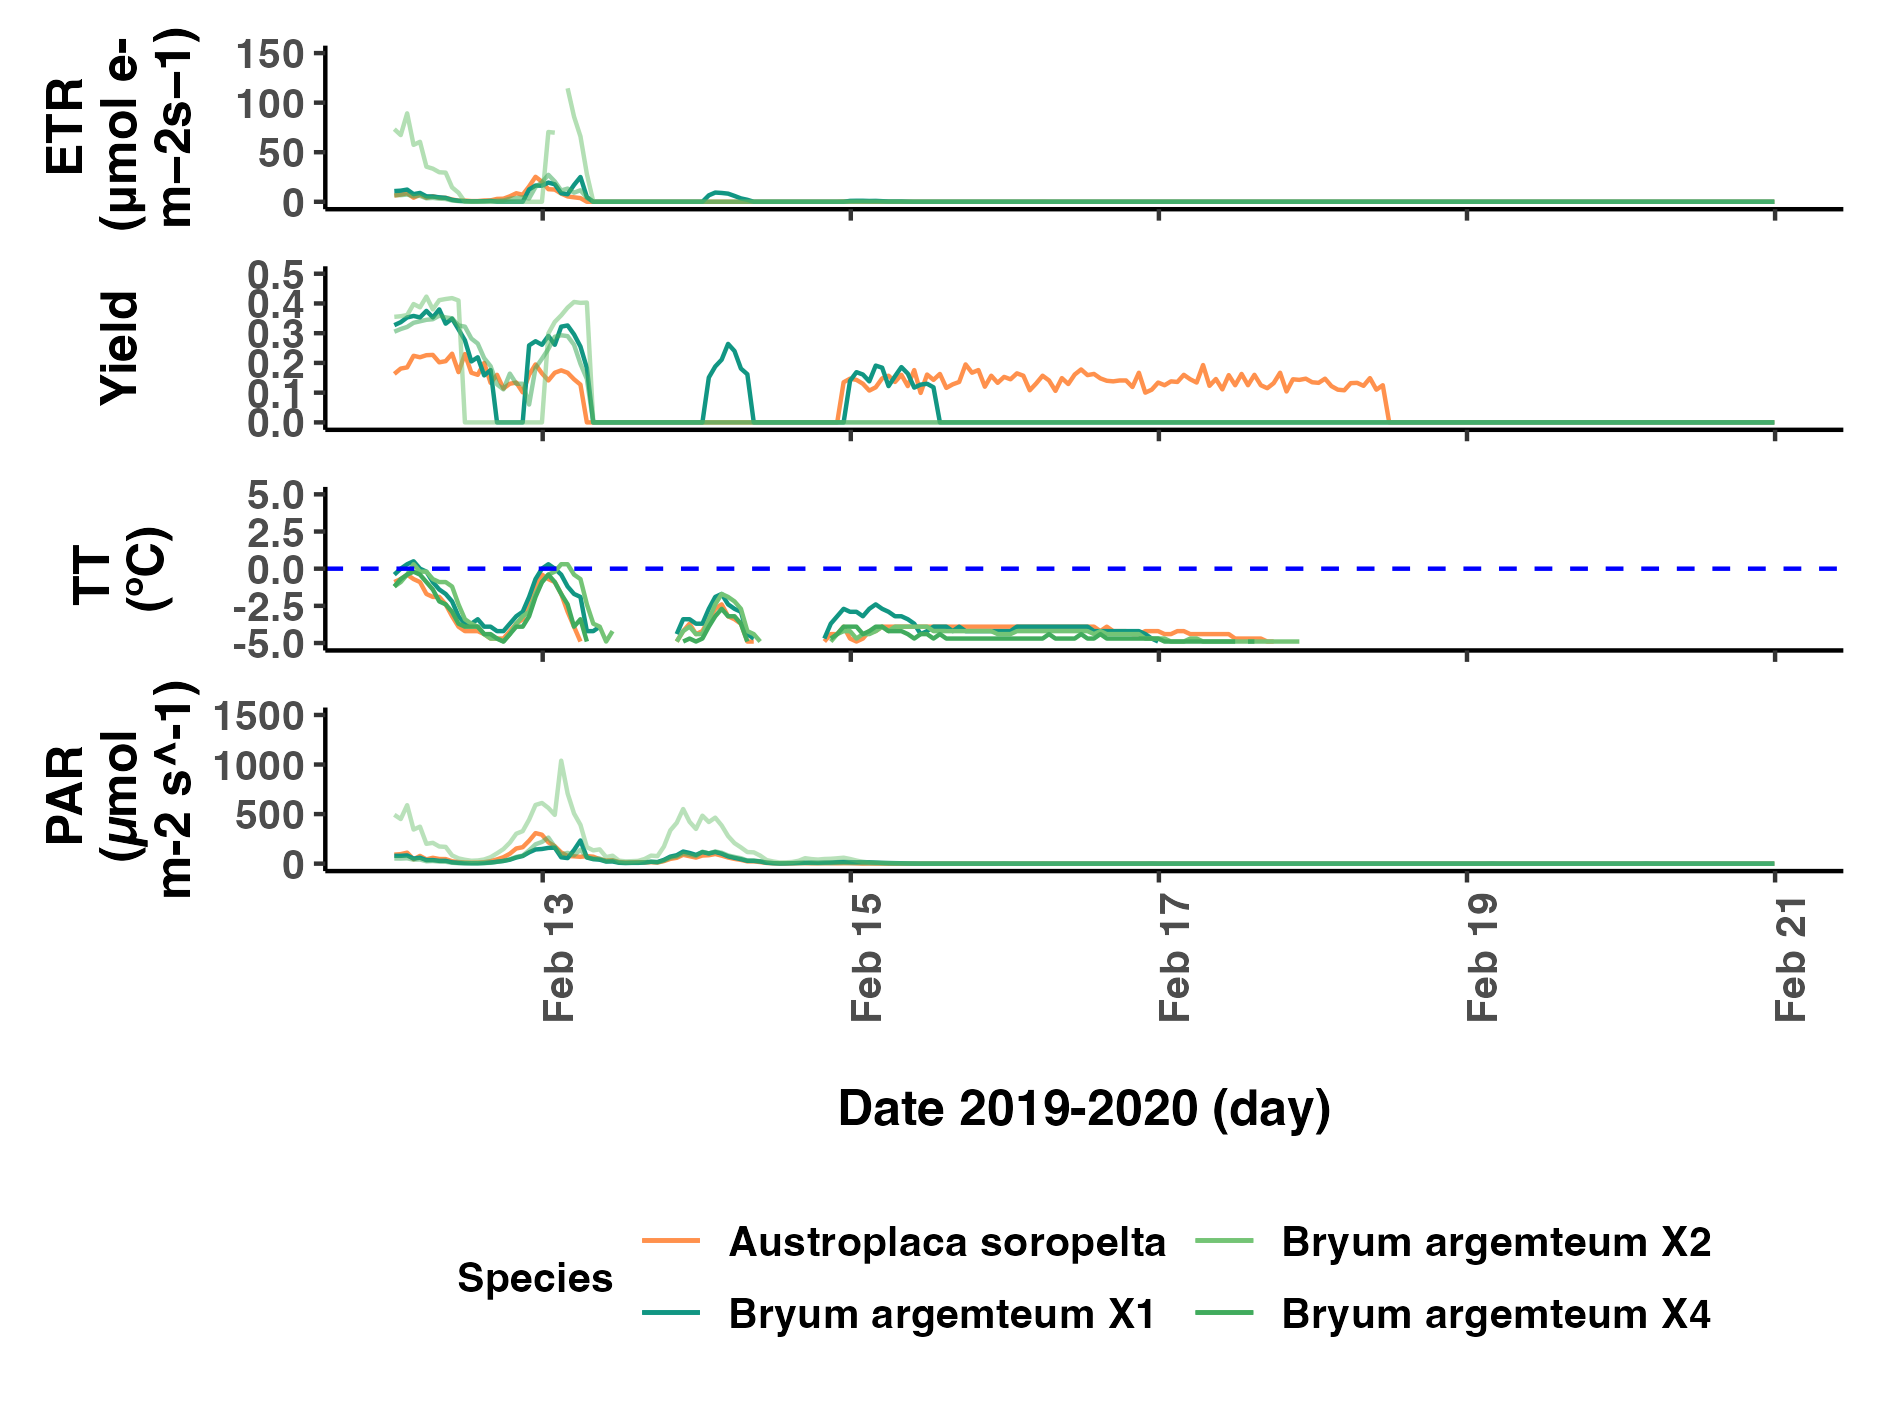 ETR
(µmol e-
m−2s−1)
150
100
50
0
Yield
0.5
0.4
0.3
0.2
0.1
0.0
TT
(ºC)
5.0
2.5
0.0
-2.5
-5.0
PAR
(µmol
m-2 s^-1)
1500
1000
500
0
Feb 13
Feb 15
Feb 17
Feb 19
Feb 21
Date 2019-2020 (day)
Species
Austroplaca soropelta
Bryum argemteum X1
Bryum argemteum X2
Bryum argemteum X4